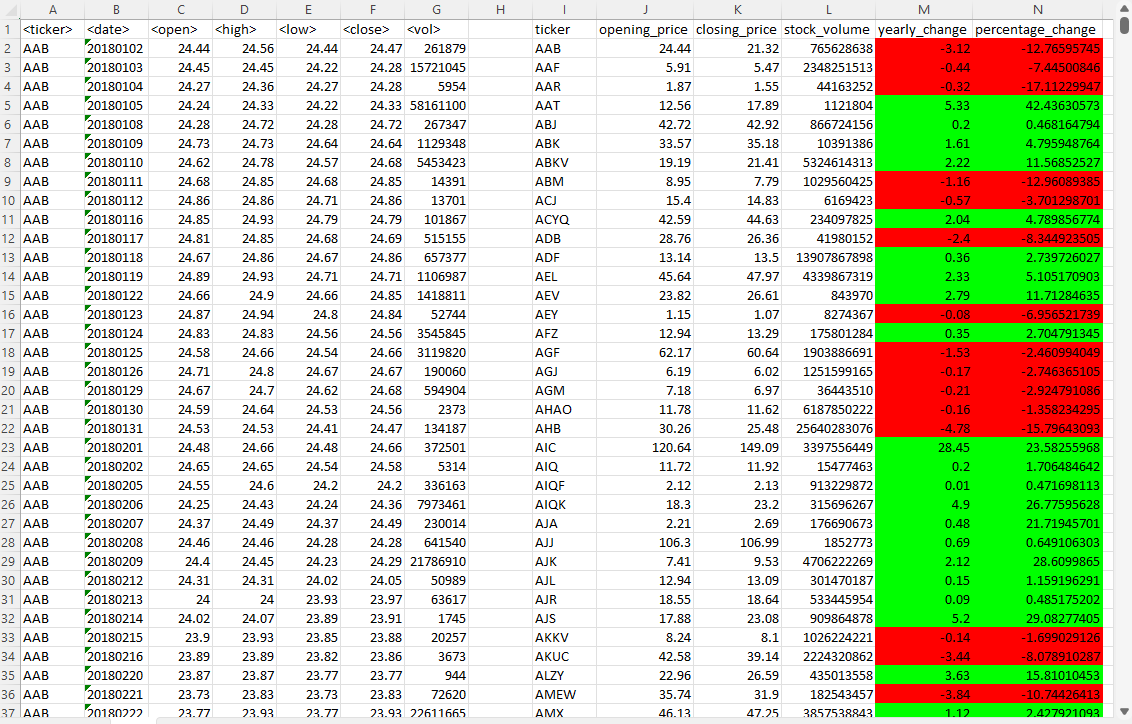 A B C D E F G H I J K L M N
1 <ticker> <date> <open> <high> <low> <close> <vol> ticker opening_price closing_price stock_volume yearly_change percentage_change
2 AAB 20180102 24.44 24.56 24.44 24.47 261879 AAB 24.44 21.32 765628638 -3.12 -12.76595745
3 AAB 20180103 24.45 24.45 24.22 24.28 15721045 AAF 5.91 5.47 2348251513 -0.44 -7.44500846
4 AAB 20180104 24.27 24.36 24.27 24.28 5954 AAR 1.87 1.55 44163252 -0.32 -17.11229947
5 AAB 20180105 24.24 24.33 24.22 24.33 58161100 AAT 12.56 17.89 1121804 5.33 42.43630573
6 AAB 20180108 24.28 24.72 24.28 24.72 267347 ABJ 42.72 42.92 866724156 0.2 0.468164794
7 AAB 20180109 24.73 24.73 24.64 24.64 1129348 ABK 33.57 35.18 10391386 1.61 4.795948764
8 AAB 20180110 24.62 24.78 24.57 24.68 5453423 ABKV 19.19 21.41 5324614313 2.22 11.56852527
9 AAB 20180111 24.68 24.85 24.68 24.85 14391 ABM 8.95 7.79 1029560425 -1.16 -12.96089385
10 AAB 20180112 24.86 24.86 24.71 24.86 13701 ACJ 15.4 14.83 6169423 -0.57 -3.701298701
11 AAB 20180116 24.85 24.93 24.79 24.79 101867 ACYQ 42.59 44.63 234097825 2.04 4.789856774
12 AAB 20180117 24.81 24.85 24.68 24.69 515155 ADB 28.76 26.36 41980152 -2.4 -8.344923505
13 AAB 20180118 24.67 24.86 24.67 24.86 657377 ADF 13.14 13.5 13907867898 0.36 2.739726027
14 AAB 20180119 24.89 24.93 24.71 24.71 1106987 AEL 45.64 47.97 4339867319 2.33 5.105170903
15 AAB 20180122 24.66 24.9 24.66 24.85 1418811 AEV 23.82 26.61 843970 2.79 11.71284635
16 AAB 20180123 24.87 24.94 24.8 24.84 52744 AEY 1.15 1.07 8274367 -0.08 -6.956521739
17 AAB 20180124 24.83 24.83 24.56 24.56 3545845 AFZ 12.94 13.29 175801284 0.35 2.704791345
18 AAB 20180125 24.58 24.66 24.54 24.66 3119820 AGF 62.17 60.64 1903886691 -1.53 -2.460994049
19 AAB 20180126 24.71 24.8 24.67 24.67 190060 AGJ 6.19 6.02 1251599165 -0.17 -2.746365105
20 AAB 20180129 24.67 24.7 24.62 24.68 594904 AGM 7.18 6.97 36443510 -0.21 -2.924791086
21 AAB 20180130 24.59 24.64 24.53 24.56 2373 AHAO 11.78 11.62 6187850222 -0.16 -1.358234295
22 AAB 20180131 24.53 24.53 24.41 24.47 134187 AHB 30.26 25.48 25640283076 -4.78 -15.79643093
23 AAB 20180201 24.48 24.66 24.48 24.66 372501 AIC 120.64 149.09 3397556449 28.45 23.58255968
24 AAB 20180202 24.65 24.65 24.54 24.58 5314 AIQ 11.72 11.92 15477463 0.2 1.706484642
25 AAB 20180205 24.55 24.6 24.2 24.2 336163 AIQF 2.12 2.13 913229872 0.01 0.471698113
26 AAB 20180206 24.25 24.43 24.24 24.36 7973461 AIQK 18.3 23.2 315696267 4.9 26.77595628
27 AAB 20180207 24.37 24.49 24.37 24.49 230014 AJA 2.21 2.69 176690673 0.48 21.71945701
28 AAB 20180208 24.46 24.46 24.28 24.28 641540 AJJ 106.3 106.99 1852773 0.69 0.649106303
29 AAB 20180209 24.4 24.45 24.23 24.29 21786910 AJK 7.41 9.53 4706222269 2.12 28.6099865
30 AAB 20180212 24.31 24.31 24.02 24.05 50989 AJL 12.94 13.09 301470187 0.15 1.159196291
31 AAB 20180213 24 24 23.93 23.97 63617 AJR 18.55 18.64 533445954 0.09 0.485175202
32 AAB 20180214 24.02 24.07 23.89 23.91 1745 AJS 17.88 23.08 909864878 5.2 29.08277405
33 AAB 20180215 23.9 23.93 23.85 23.88 20257 AKKV 8.24 8.1 1026224221 -0.14 -1.699029126
34 AAB 20180216 23.89 23.89 23.82 23.86 3673 AKUC 42.58 39.14 2224320862 -3.44 -8.078910287
35 AAB 20180220 23.87 23.87 23.77 23.77 944 ALZY 22.96 26.59 435013558 3.63 15.81010453
36 AAB 20180221 23.73 23.83 23.73 23.83 72620 AMEW 35.74 31.9 182543457 -3.84 -10.74426413
37 AAB 20180222 23.77 23.93 23.77 23.93 22611665 AMX 46.13 47.25 3857538843 1.12 2.427921093